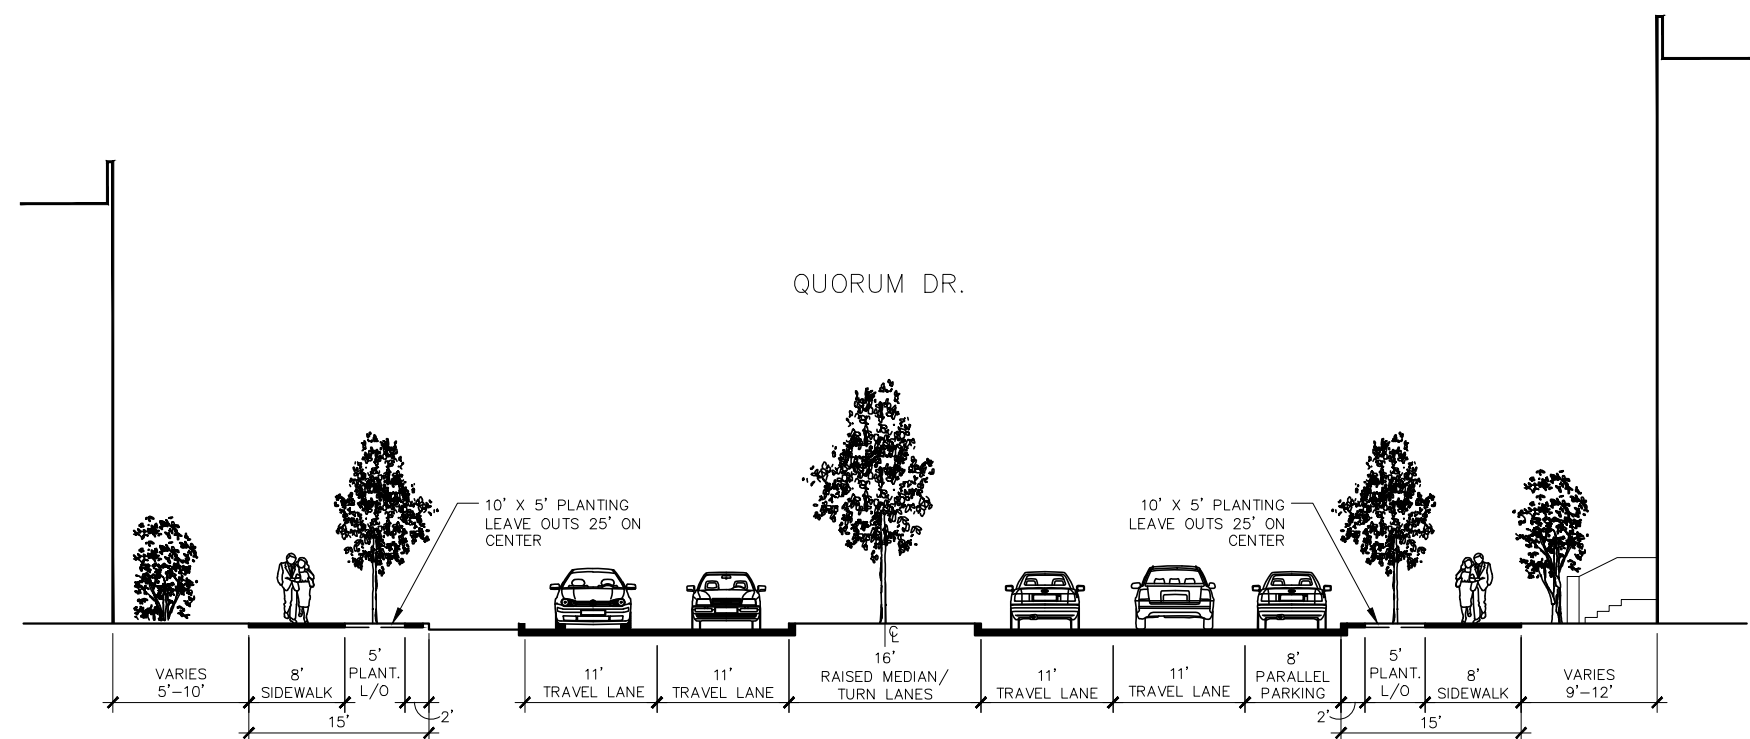 QUORUM DR.
10' X 5' PLANTING
LEAVE OUTS 25' ON
CENTER
10' X 5' PLANTING
LEAVE OUTS 25' ON
CENTER
℄
VARIES
5'-10'
8'
SIDEWALK
5'
PLANT.
L/O
2'
15'
11'
TRAVEL LANE
11'
TRAVEL LANE
16'
RAISED MEDIAN/
TURN LANES
11'
TRAVEL LANE
11'
TRAVEL LANE
8'
PARALLEL
PARKING
2'
5'
PLANT.
L/O
8'
SIDEWALK
15'
VARIES
9'-12'